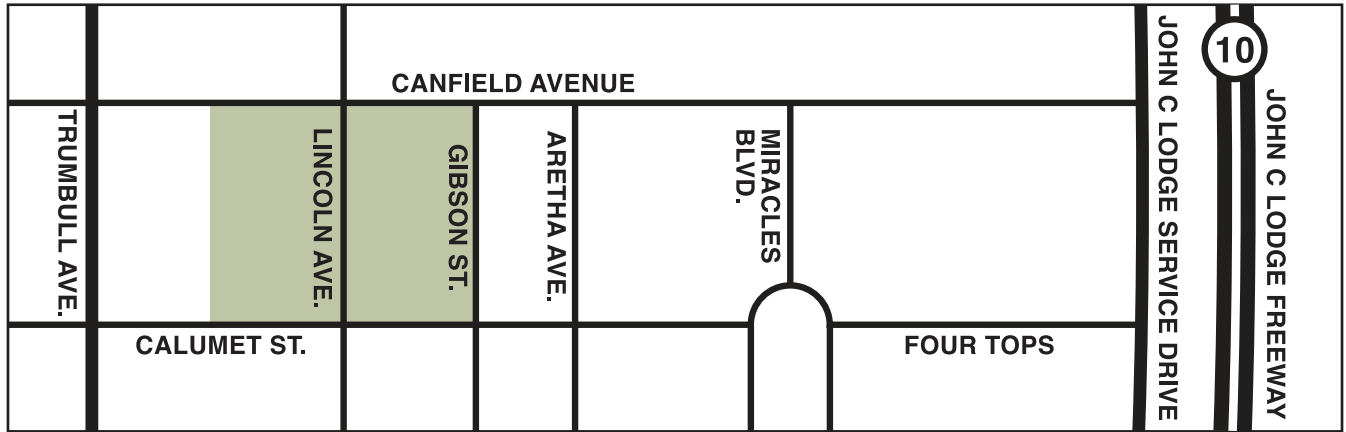 CANFIELD AVENUE
TRUMBULL AVE.
LINCOLN AVE.
GIBSON ST.
ARETHA AVE.
MIRACLES
BLVD.
JOHN C LODGE SERVICE DRIVE
10
JOHN C LODGE FREEWAY
CALUMET ST.
FOUR TOPS